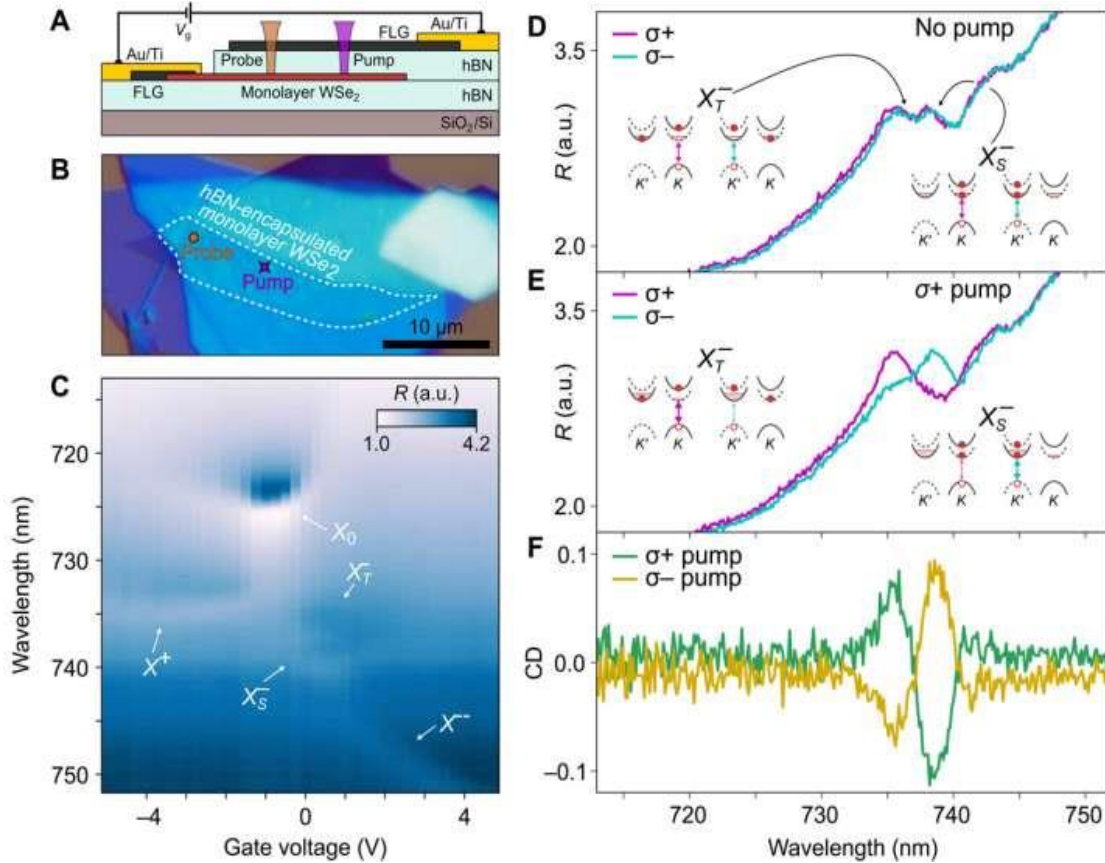 A
V_g
Au/Ti
FLG
Au/Ti
Probe
Pump
hBN
FLG
Monolayer WSe₂
hBN
SiO₂/Si
B
hBN-encapsulated
monolayer WSe2
Probe
Pump
10 μm
C
R (a.u.)
1.0
4.2
720
730
740
750
Wavelength (nm)
X₀
X_T⁻
X⁺
X_S⁻
X⁻⁻
−4
0
4
Gate voltage (V)
D
σ+
σ−
No pump
3.5
2.0
R (a.u.)
X_T⁻
K'
K
K'
K
X_S⁻
K'
K
K'
K
E
σ+
σ−
σ+ pump
3.5
2.0
R (a.u.)
X_T⁻
K'
K
K'
K
X_S⁻
K'
K
K'
K
F
σ+ pump
σ− pump
0.1
0.0
−0.1
CD
720
730
740
750
Wavelength (nm)